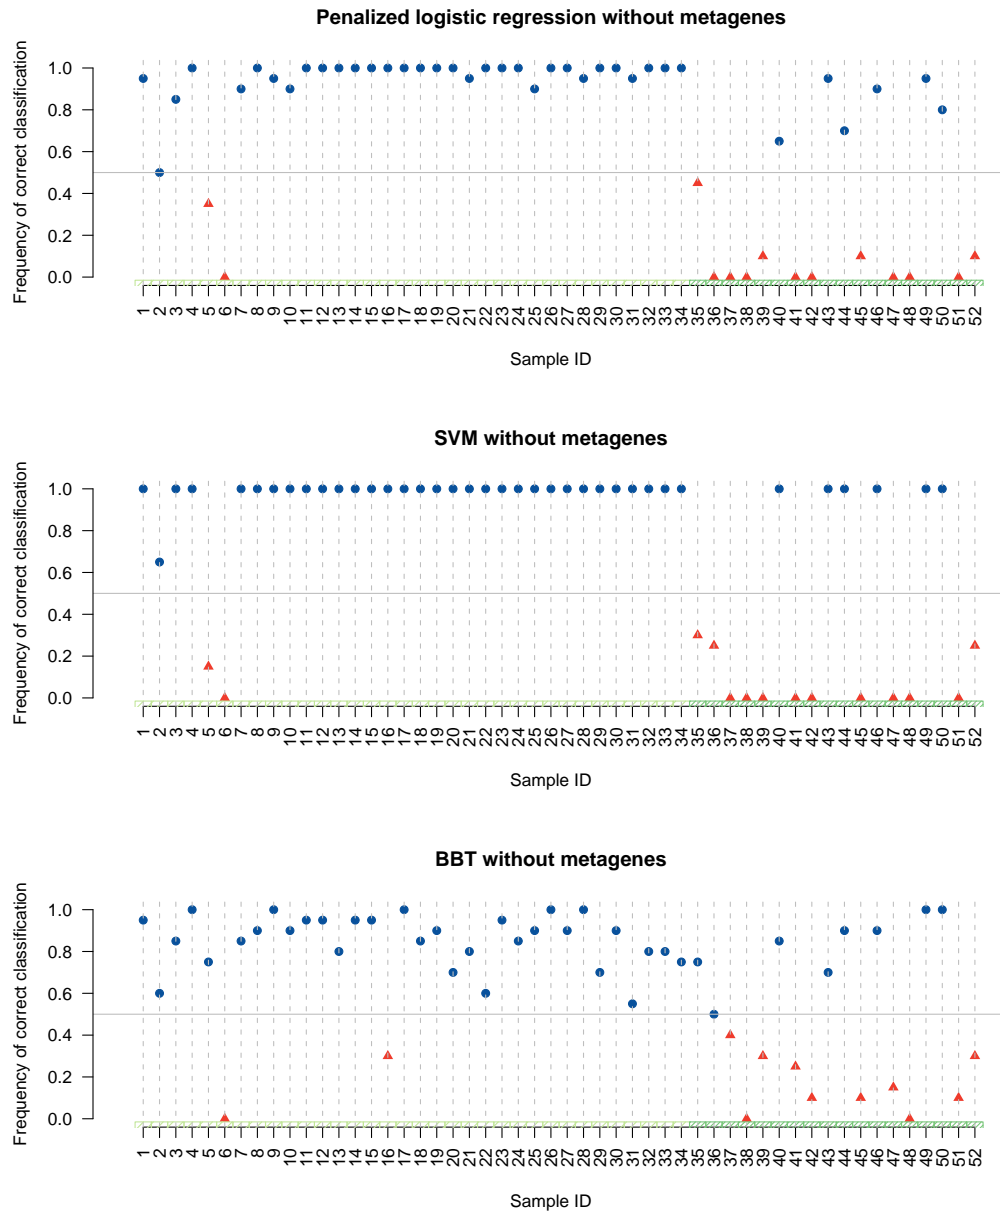 Penalized logistic regression without metagenes
Frequency of correct classification
1.0
0.8
0.6
0.4
0.2
0.0
1 2 3 4 5 6 7 8 9 10 11 12 13 14 15 16 17 18 19 20 21 22 23 24 25 26 27 28 29 30 31 32 33 34 35 36 37 38 39 40 41 42 43 44 45 46 47 48 49 50 51 52
Sample ID
SVM without metagenes
Frequency of correct classification
1.0
0.8
0.6
0.4
0.2
0.0
1 2 3 4 5 6 7 8 9 10 11 12 13 14 15 16 17 18 19 20 21 22 23 24 25 26 27 28 29 30 31 32 33 34 35 36 37 38 39 40 41 42 43 44 45 46 47 48 49 50 51 52
Sample ID
BBT without metagenes
Frequency of correct classification
1.0
0.8
0.6
0.4
0.2
0.0
1 2 3 4 5 6 7 8 9 10 11 12 13 14 15 16 17 18 19 20 21 22 23 24 25 26 27 28 29 30 31 32 33 34 35 36 37 38 39 40 41 42 43 44 45 46 47 48 49 50 51 52
Sample ID